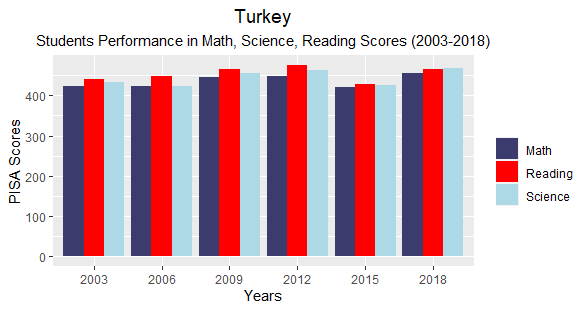 Turkey
Students Performance in Math, Science, Reading Scores (2003-2018)
PISA Scores
400
300
200
100
0
2003 2006 2009 2012 2015 2018
Years
Math
Reading
Science